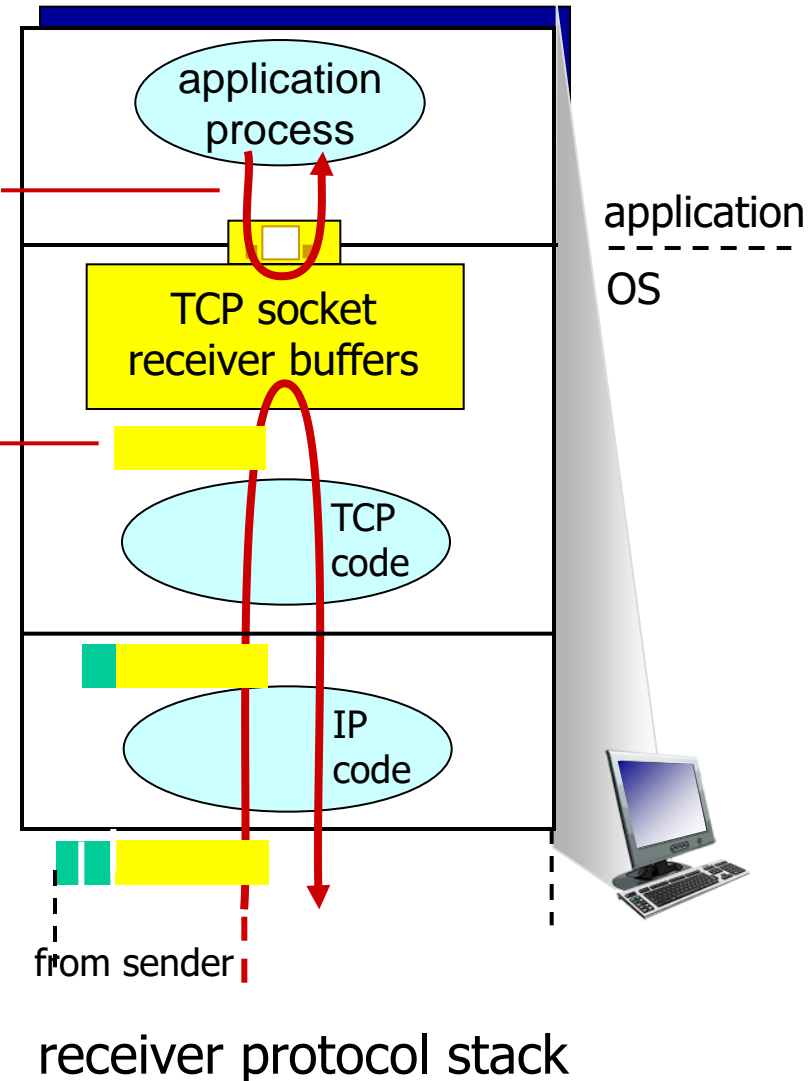 application
process
application
OS
TCP socket
receiver buffers
TCP
code
IP
code
from sender
receiver protocol stack